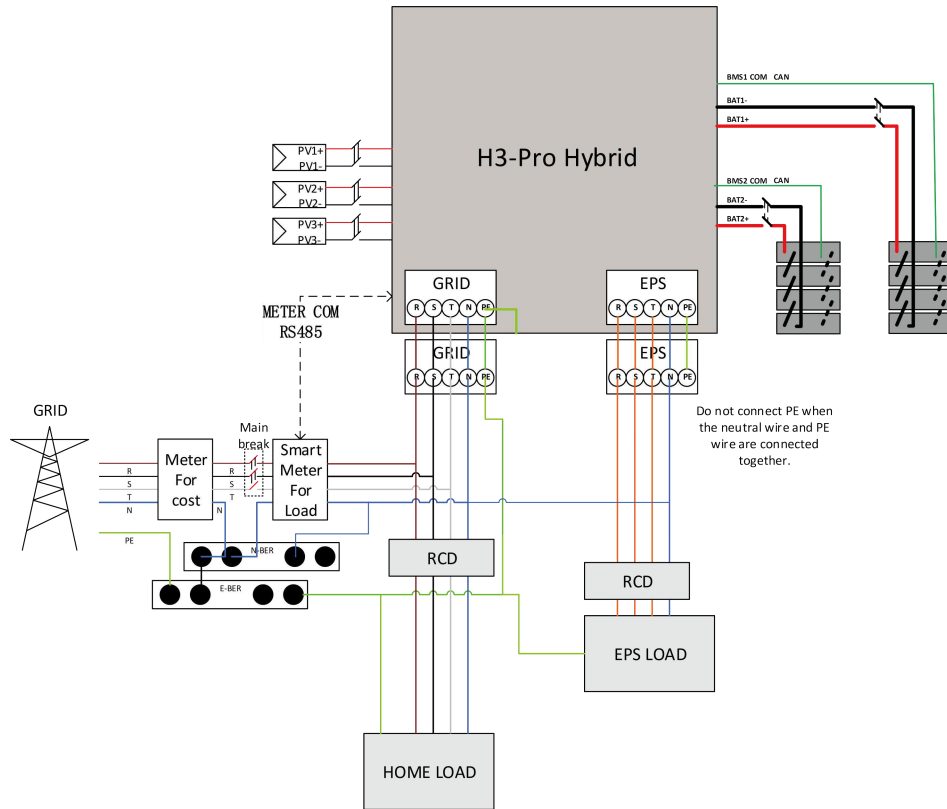 H3-Pro Hybrid
BMS1 COM CAN
BAT1-
BAT1+
BMS2 COM CAN
BAT2-
BAT2+
PV1+
PV1-
PV2+
PV2-
PV3+
PV3-
GRID
R S T N PE
EPS
R S T N PE
METER COM
RS485
GRID
R S T N PE
EPS
R S T N PE
Do not connect PE when
the neutral wire and PE
wire are connected
together.
GRID
Main
break
Meter
For
cost
Smart
Meter
For
Load
R
S
T
N
R
S
T
N
PE
N-BER
E-BER
RCD
RCD
EPS LOAD
HOME LOAD